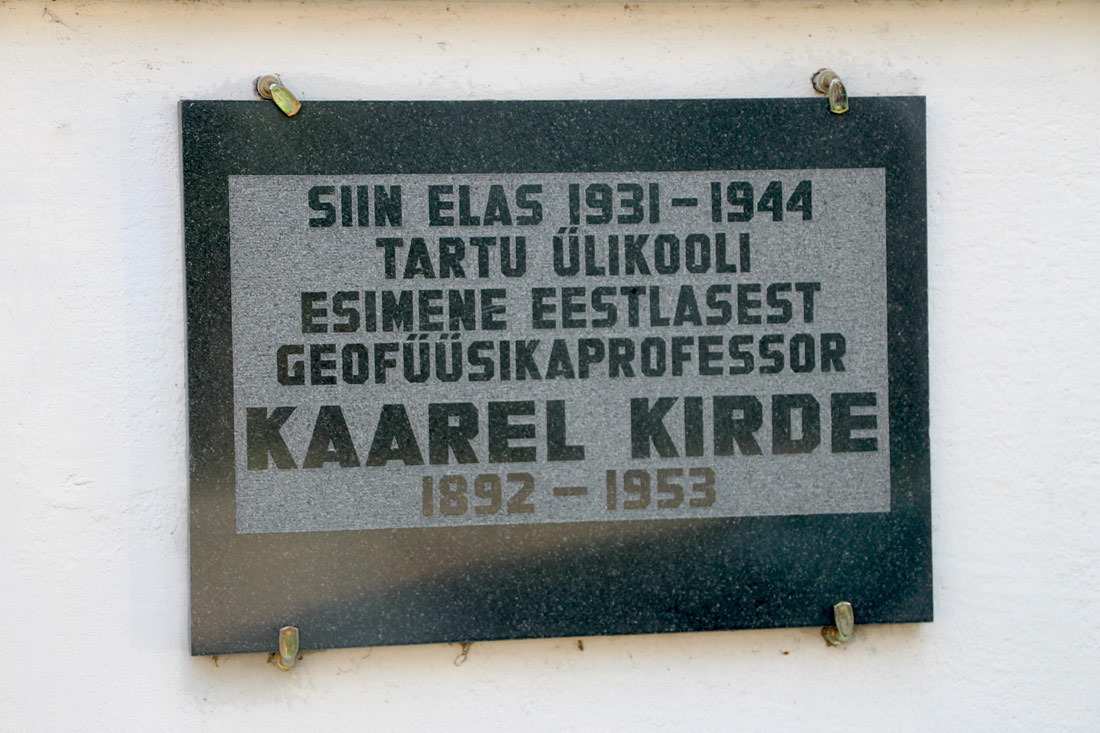 SIIN ELAS 1931–1944
TARTU ÜLIKOOLI
ESIMENE EESTLASEST
GEOFÜÜSIKAPROFESSOR
KAAREL KIRDE
1892–1953